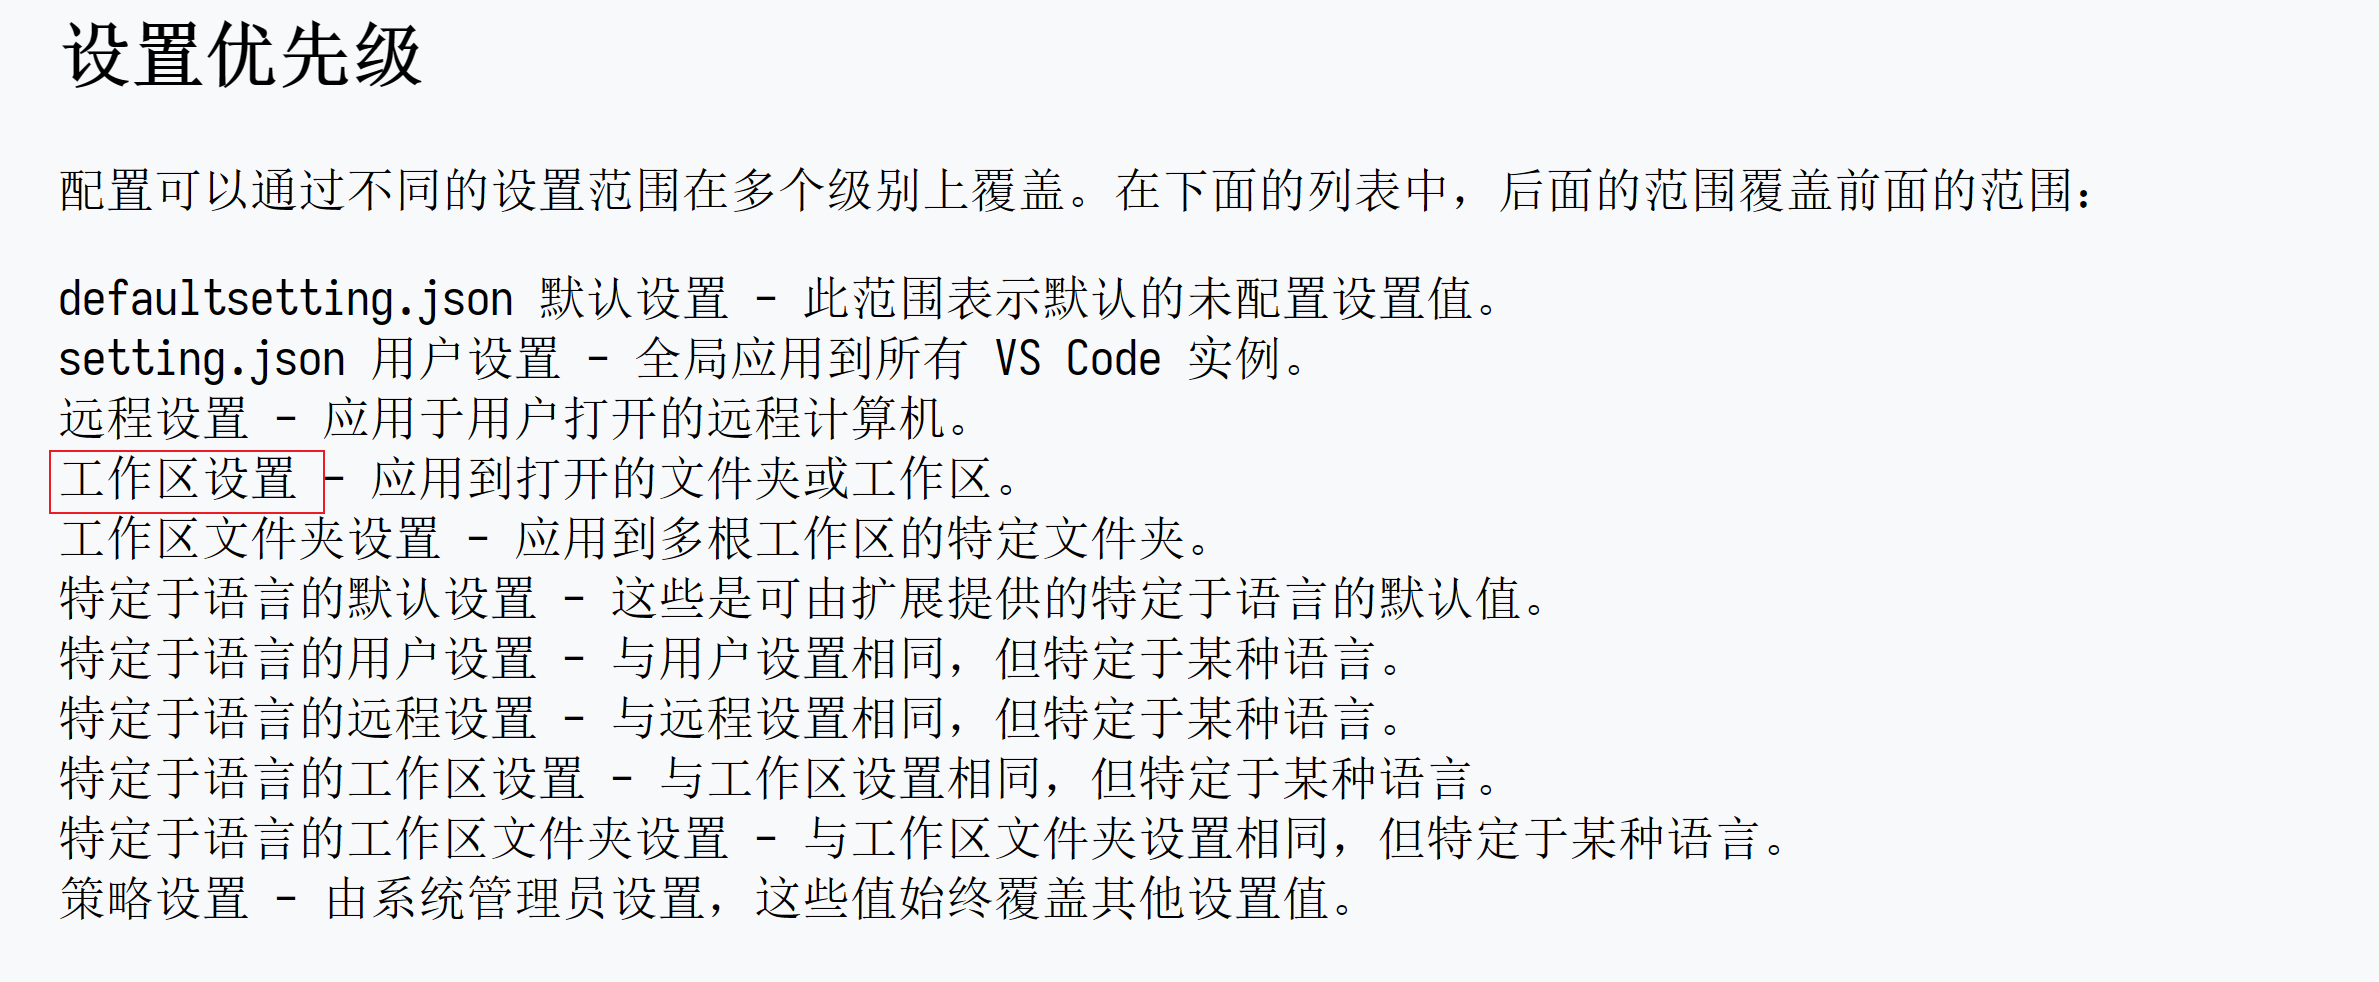 设置优先级
配置可以通过不同的设置范围在多个级别上覆盖。在下面的列表中，后面的范围覆盖前面的范围：
defaultsetting.json 默认设置 - 此范围表示默认的未配置设置值。
setting.json 用户设置 - 全局应用到所有 VS Code 实例。
远程设置 - 应用于用户打开的远程计算机。
工作区设置 - 应用到打开的文件夹或工作区。
工作区文件夹设置 - 应用到多根工作区的特定文件夹。
特定于语言的默认设置 - 这些是可由扩展提供的特定于语言的默认值。
特定于语言的用户设置 - 与用户设置相同，但特定于某种语言。
特定于语言的远程设置 - 与远程设置相同，但特定于某种语言。
特定于语言的工作区设置 - 与工作区设置相同，但特定于某种语言。
特定于语言的工作区文件夹设置 - 与工作区文件夹设置相同，但特定于某种语言。
策略设置 - 由系统管理员设置，这些值始终覆盖其他设置值。